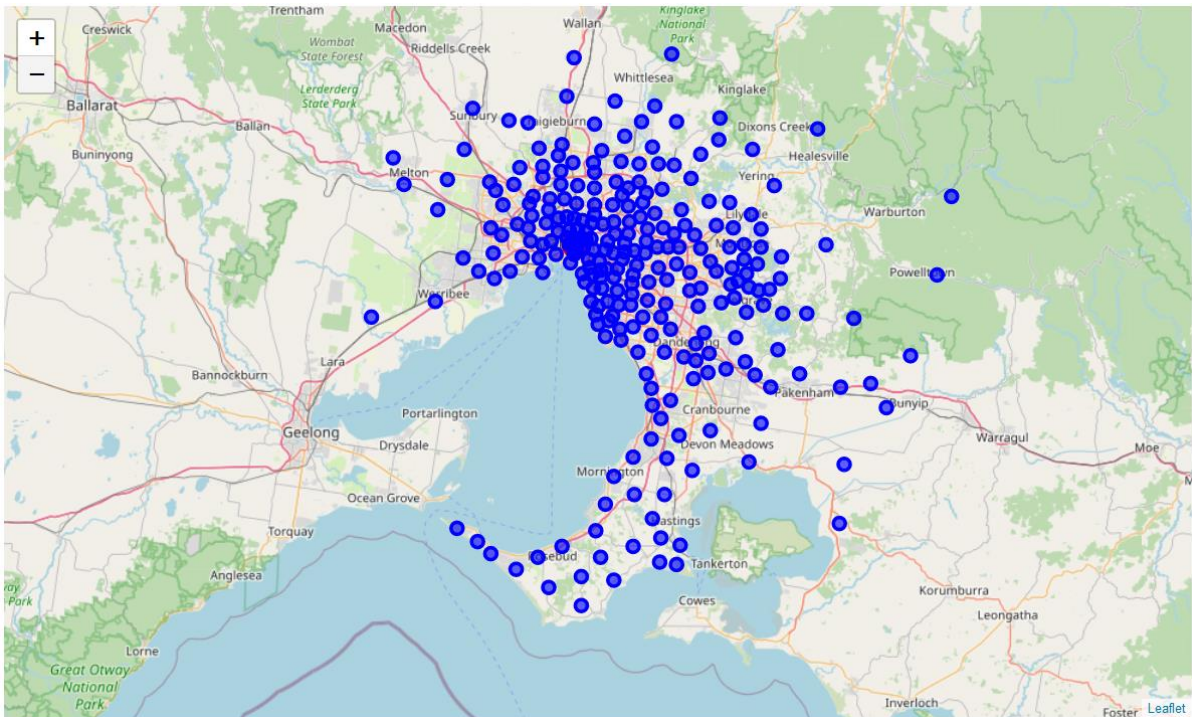 Trentham
Macedon
Wallan
Kinglake
National
Park
Creswick
+
−
Wombat
State Forest
Riddells Creek
Whittlesea
Kinglake
Lerderderg
State Park
Ballarat
Sunbury
Dixons Creek
Ballan
Buninyong
Healesville
Melton
Yering
Warburton
Powelltown
Werribee
Lara
Bannockburn
Pakenham
Bunyip
Portarlington
Cranbourne
Geelong
Drysdale
Devon Meadows
Warragul
Moe
Mornington
Ocean Grove
Torquay
Hastings
Rosebud
Tankerton
Anglesea
Park
Cowes
Korumburra
Leongatha
Lorne
Great Otway
National
Park
Inverloch
Foster
Leaflet